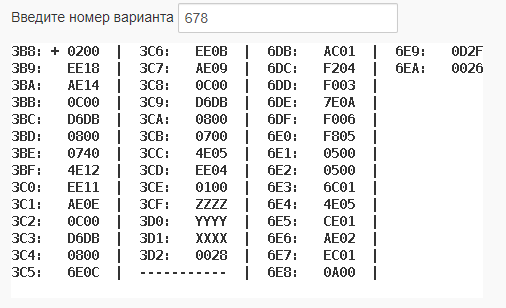 Введите номер варианта 678
3B8: + 0200 | 3C6: EE0B | 6DB: AC01 | 6E9: 0D2F
3B9: EE18 | 3C7: AE09 | 6DC: F204 | 6EA: 0026
3BA: AE14 | 3C8: 0C00 | 6DD: F003 |
3BB: 0C00 | 3C9: D6DB | 6DE: 7E0A |
3BC: D6DB | 3CA: 0800 | 6DF: F006 |
3BD: 0800 | 3CB: 0700 | 6E0: F805 |
3BE: 0740 | 3CC: 4E05 | 6E1: 0500 |
3BF: 4E12 | 3CD: EE04 | 6E2: 0500 |
3C0: EE11 | 3CE: 0100 | 6E3: 6C01 |
3C1: AE0E | 3CF: ZZZZ | 6E4: 4E05 |
3C2: 0C00 | 3D0: YYYY | 6E5: CE01 |
3C3: D6DB | 3D1: XXXX | 6E6: AE02 |
3C4: 0800 | 3D2: 0028 | 6E7: EC01 |
3C5: 6E0C | ----------- | 6E8: 0A00 |